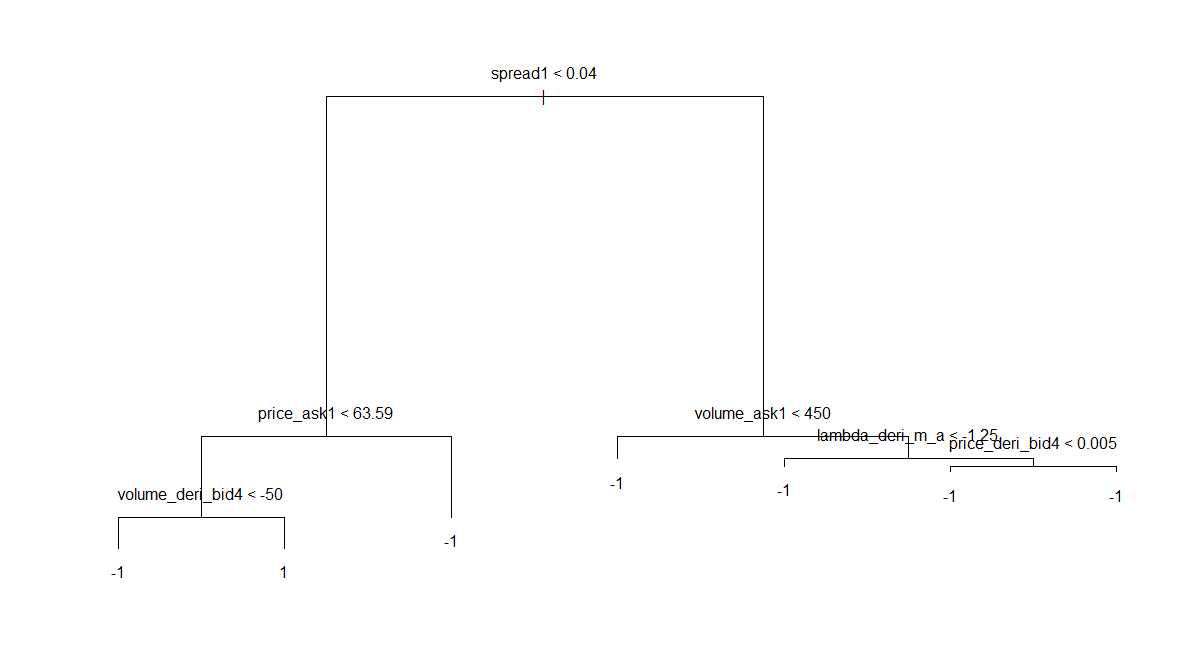 spread1 < 0.04
price_ask1 < 63.59
volume_ask1 < 450
lambda_deri_m_a < -1.25
price_deri_bid4 < 0.005
volume_deri_bid4 < -50
-1
-1
-1
-1
-1
-1
1